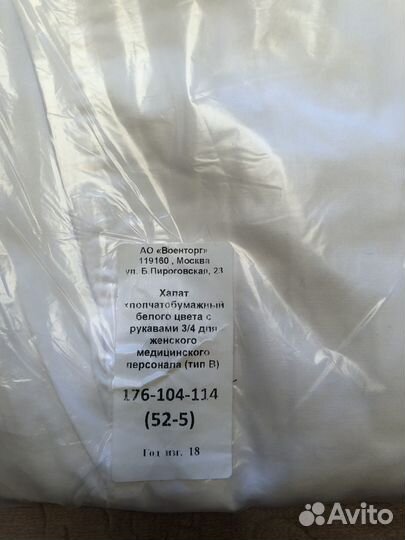 АО «Военторг»
119160 , Москва
ул. Б.Пироговская, 23
Халат
хлопчатобумажный
белого цвета с
рукавами 3/4 для
женского
медицинского
персонала (тип В)
176-104-114
(52-5)
Год изг. 18
Avito